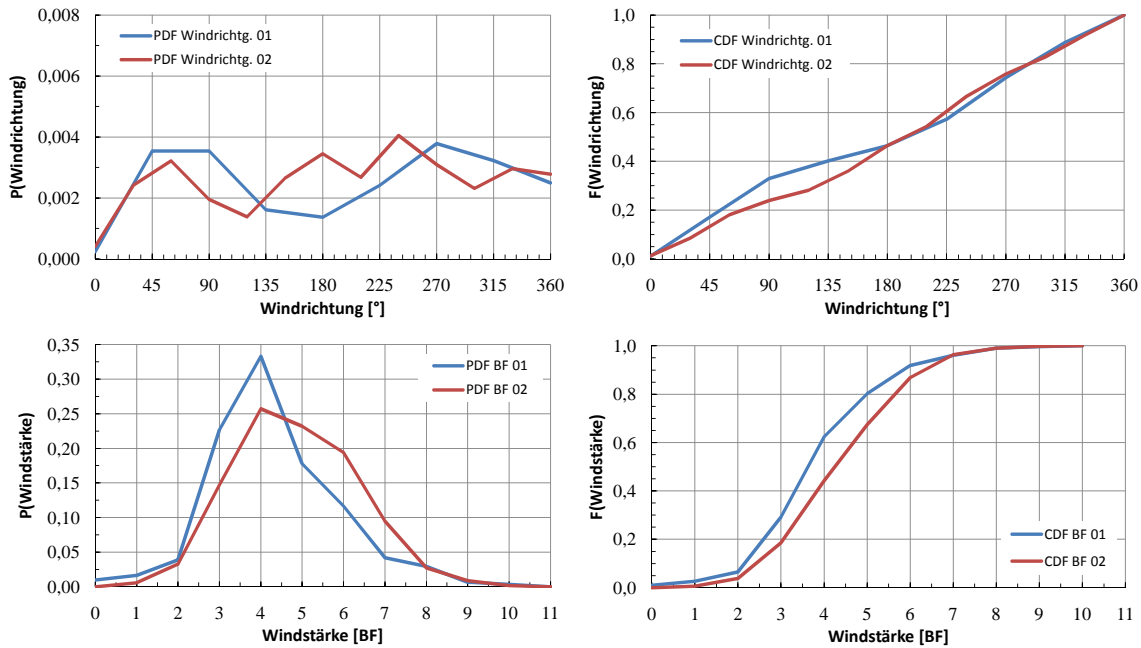 0,008
0,006
0,004
0,002
0,000
P(Windrichtung)
PDF Windrichtg. 01
PDF Windrichtg. 02
0 45 90 135 180 225 270 315 360
Windrichtung [°]
1,0
0,8
0,6
0,4
0,2
0,0
F(Windrichtung)
CDF Windrichtg. 01
CDF Windrichtg. 02
0 45 90 135 180 225 270 315 360
Windrichtung [°]
0,35
0,30
0,25
0,20
0,15
0,10
0,05
0,00
P(Windstärke)
PDF BF 01
PDF BF 02
0 1 2 3 4 5 6 7 8 9 10 11
Windstärke [BF]
1,0
0,8
0,6
0,4
0,2
0,0
F(Windstärke)
CDF BF 01
CDF BF 02
0 1 2 3 4 5 6 7 8 9 10 11
Windstärke [BF]